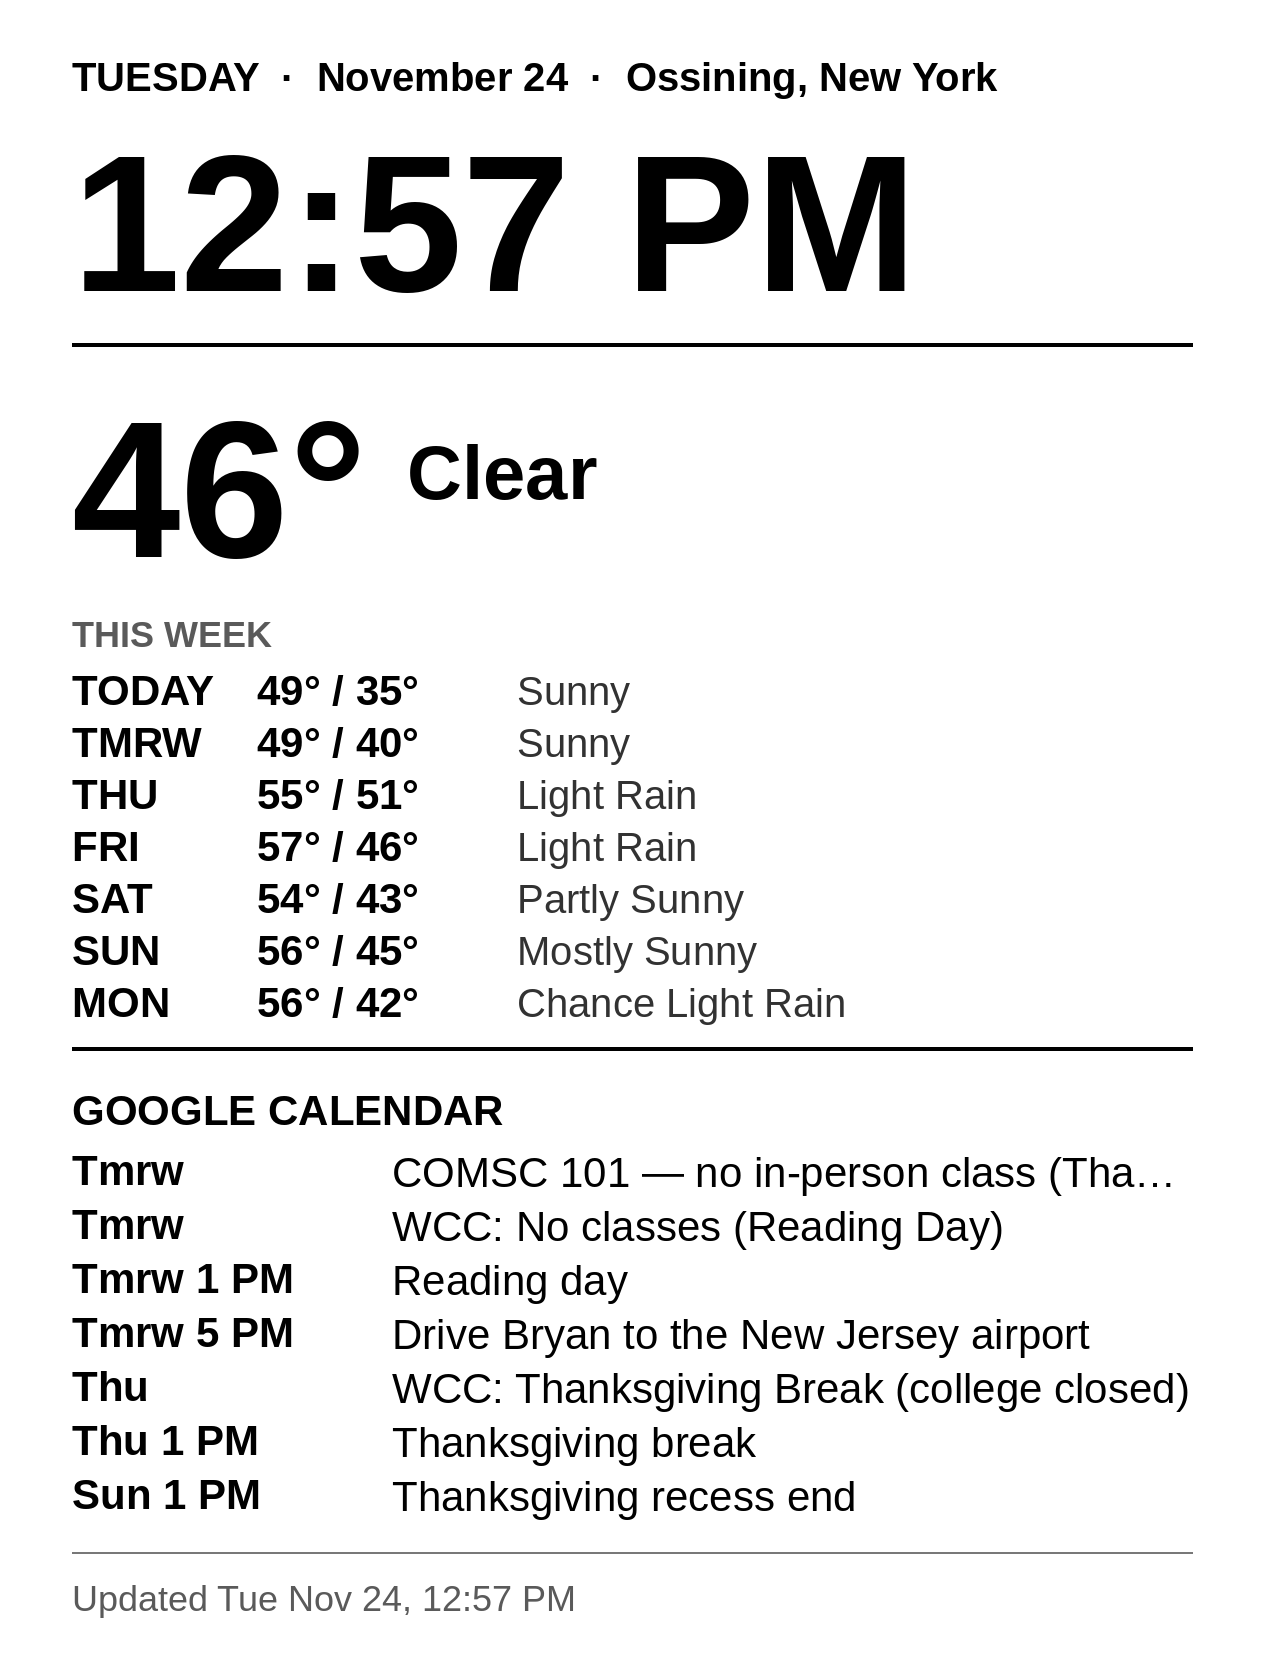 TUESDAY · November 24 · Ossining, New York
12:57 PM
46° Clear
THIS WEEK
TODAY 49° / 35° Sunny
TMRW 49° / 40° Sunny
THU 55° / 51° Light Rain
FRI 57° / 46° Light Rain
SAT 54° / 43° Partly Sunny
SUN 56° / 45° Mostly Sunny
MON 56° / 42° Chance Light Rain
GOOGLE CALENDAR
Tmrw COMSC 101 — no in-person class (Tha…
Tmrw WCC: No classes (Reading Day)
Tmrw 1 PM Reading day
Tmrw 5 PM Drive Bryan to the New Jersey airport
Thu WCC: Thanksgiving Break (college closed)
Thu 1 PM Thanksgiving break
Sun 1 PM Thanksgiving recess end
Updated Tue Nov 24, 12:57 PM